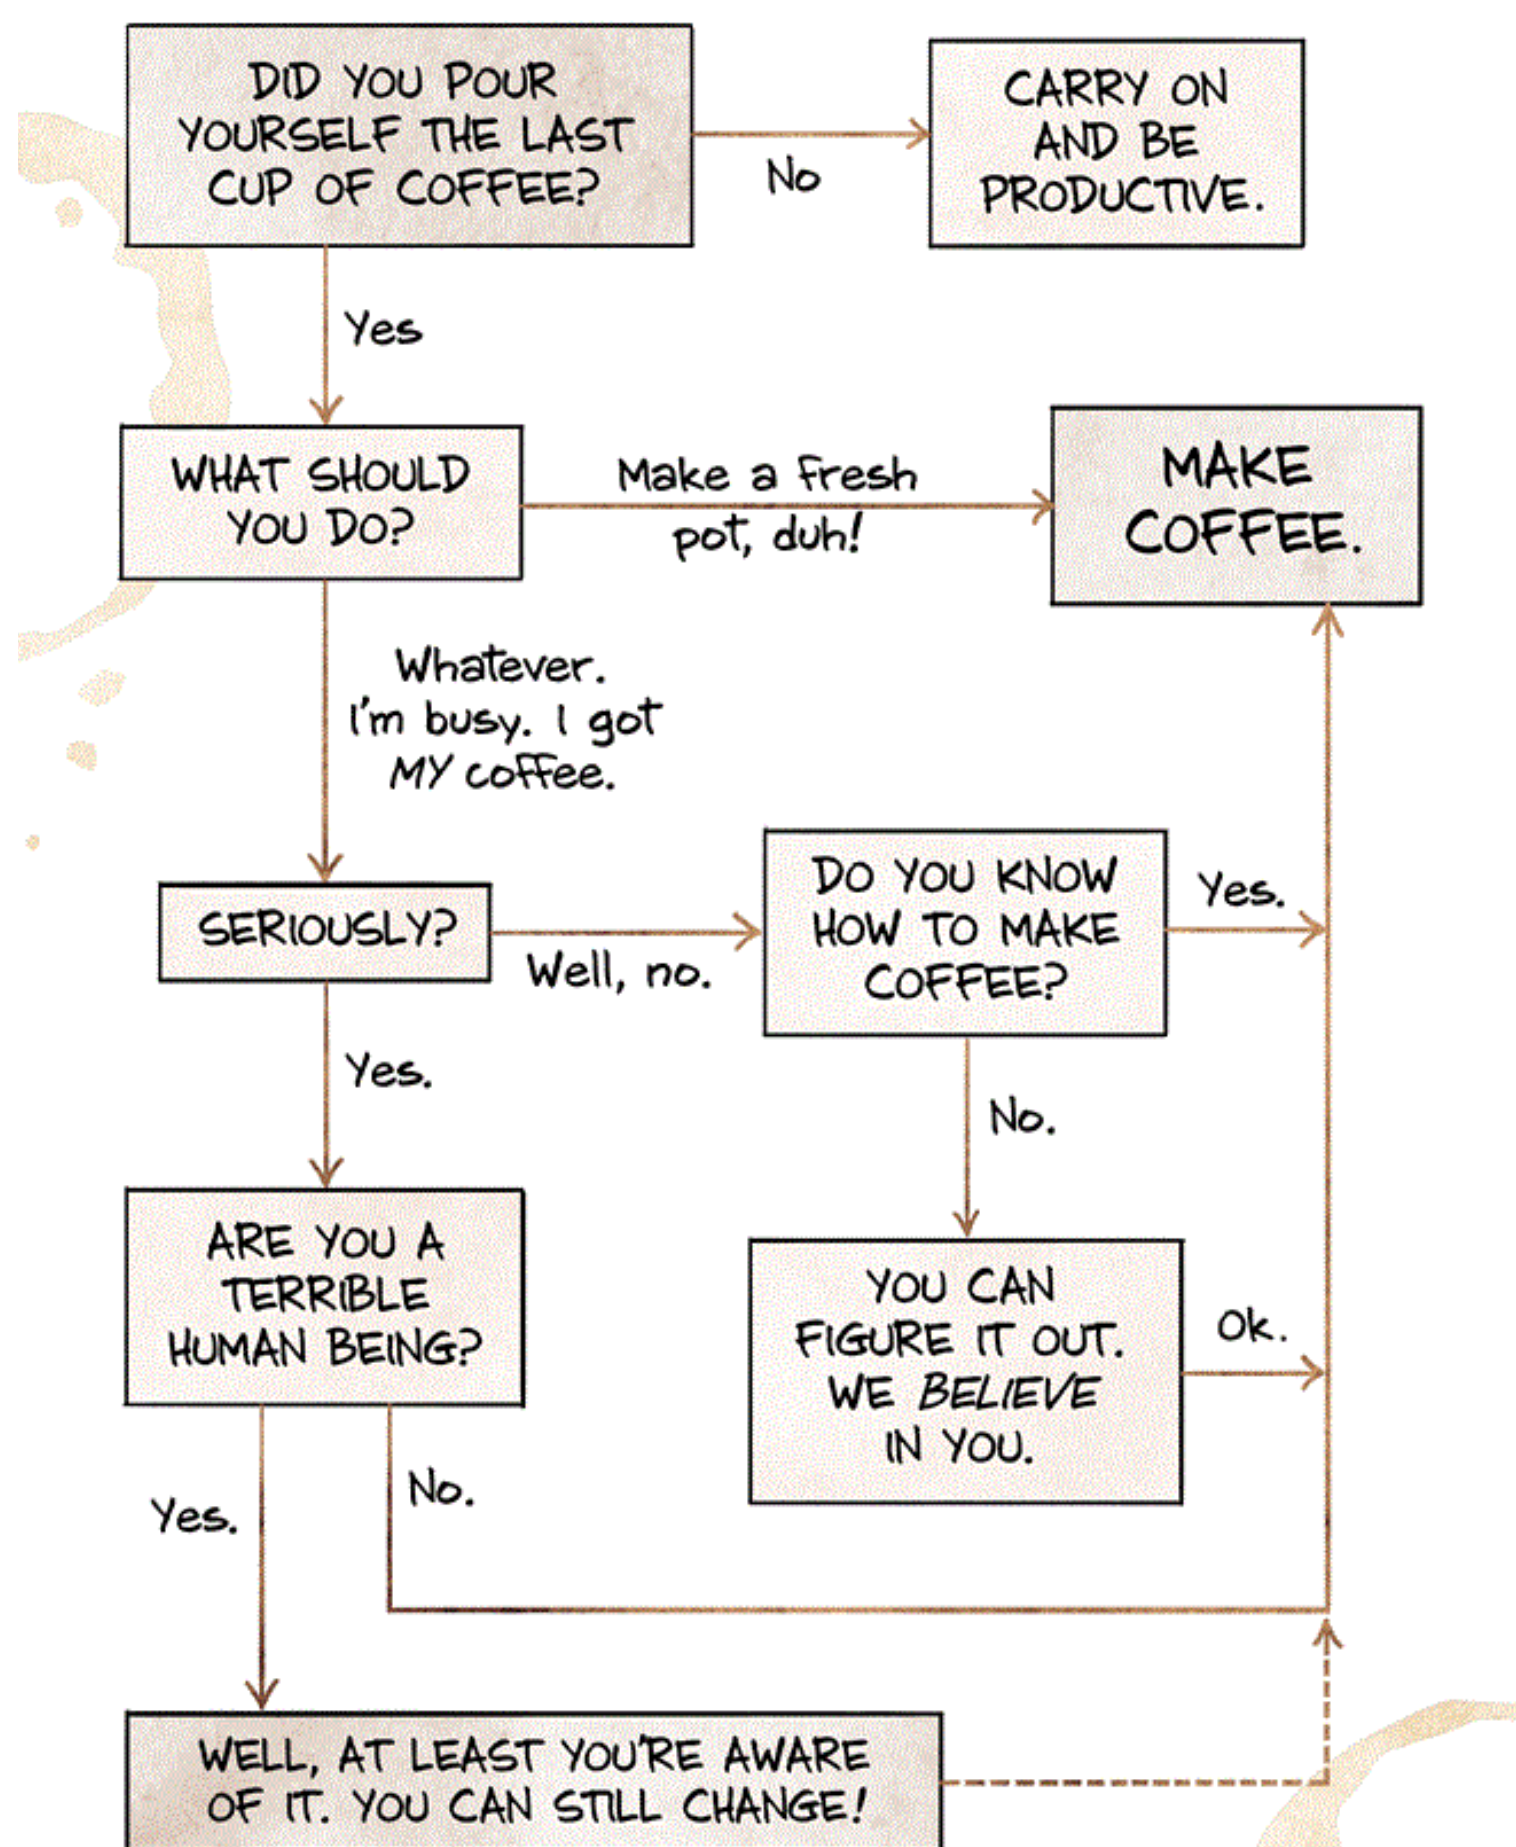 DID YOU POUR
YOURSELF THE LAST
CUP OF COFFEE?
No
CARRY ON
AND BE
PRODUCTIVE.
Yes
WHAT SHOULD
YOU DO?
Make a fresh
pot, duh!
MAKE
COFFEE.
Whatever.
I'm busy. I got
MY coffee.
SERIOUSLY?
Well, no.
DO YOU KNOW
HOW TO MAKE
COFFEE?
Yes.
Yes.
No.
ARE YOU A
TERRIBLE
HUMAN BEING?
YOU CAN
FIGURE IT OUT.
WE BELIEVE
IN YOU.
Ok.
Yes.
No.
WELL, AT LEAST YOU'RE AWARE
OF IT. YOU CAN STILL CHANGE!